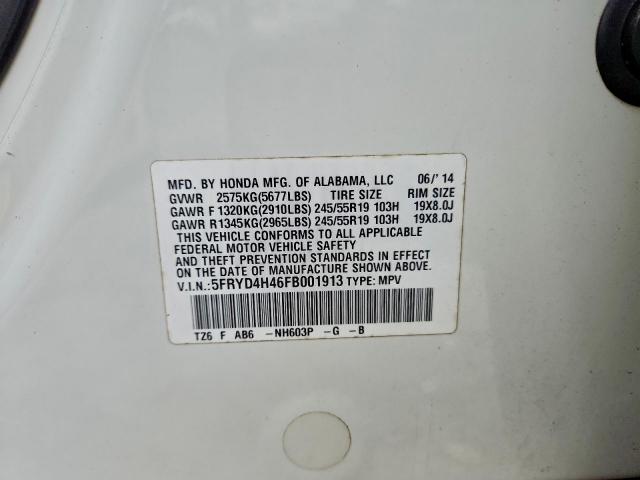 MFD. BY HONDA MFG. OF ALABAMA, LLC 06/'14
GVWR 2575KG(5677LBS) TIRE SIZE RIM SIZE
GAWR F 1320KG(2910LBS) 245/55R19 103H 19X8.0J
GAWR R1345KG(2965LBS) 245/55R19 103H 19X8.0J
THIS VEHICLE CONFORMS TO ALL APPLICABLE
FEDERAL MOTOR VEHICLE SAFETY
AND THEFT PREVENTION STANDARDS IN EFFECT
ON THE DATE OF MANUFACTURE SHOWN ABOVE.
V.I.N.:5FRYD4H46FB001913 TYPE: MPV
TZ6 F AB6 -NH603P -G -B